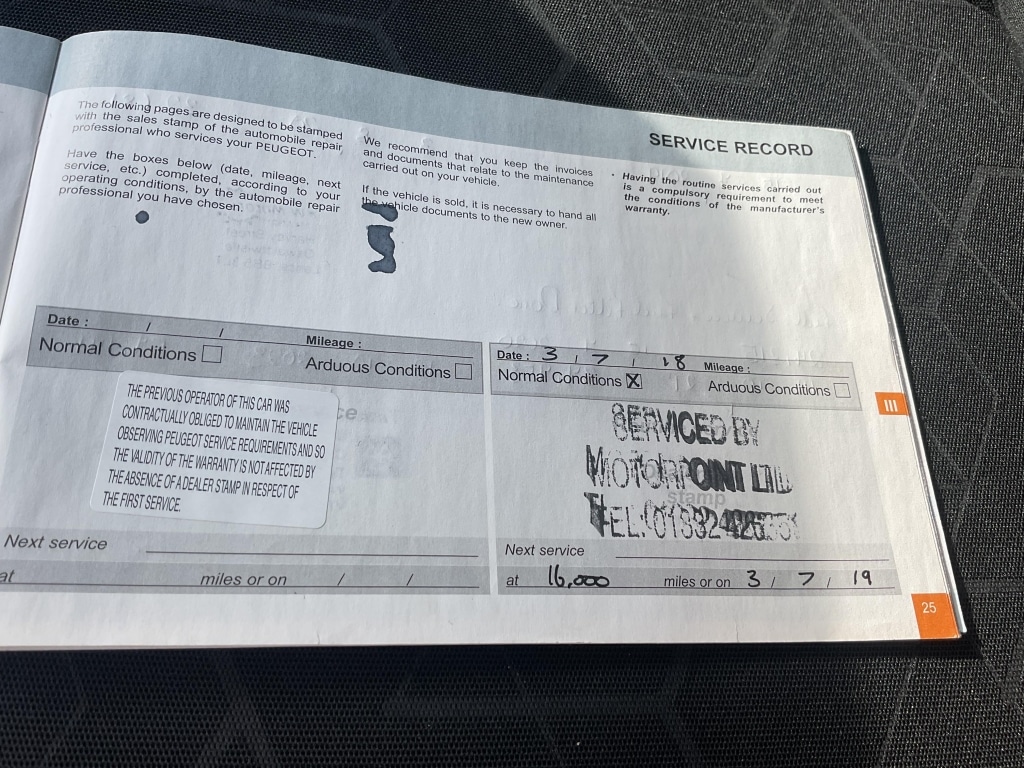 SERVICE RECORD
The following pages are designed to be stamped
with the sales stamp of the automobile repair
professional who services your PEUGEOT.
Have the boxes below (date, mileage, next
service, etc.) completed, according to your
operating conditions, by the automobile repair
professional you have chosen.
We recommend that you keep the invoices
and documents that relate to the maintenance
carried out on your vehicle.
If the vehicle is sold, it is necessary to hand all
the vehicle documents to the new owner.
• Having the routine services carried out
is a compulsory requirement to meet
the conditions of the manufacturer's
warranty.
Date : / / Mileage :
Normal Conditions Arduous Conditions
THE PREVIOUS OPERATOR OF THIS CAR WAS
CONTRACTUALLY OBLIGED TO MAINTAIN THE VEHICLE
OBSERVING PEUGEOT SERVICE REQUIREMENTS AND SO
THE VALIDITY OF THE WARRANTY IS NOT AFFECTED BY
THE ABSENCE OF A DEALER STAMP IN RESPECT OF
THE FIRST SERVICE.
Next service
at miles or on / /
Date : 3 / 7 / 18 Mileage :
Normal Conditions X Arduous Conditions
SERVICED BY
MOTORPOINT LTD
stamp
TEL:
Next service
at 16,000 miles or on 3 / 7 / 19
III
25